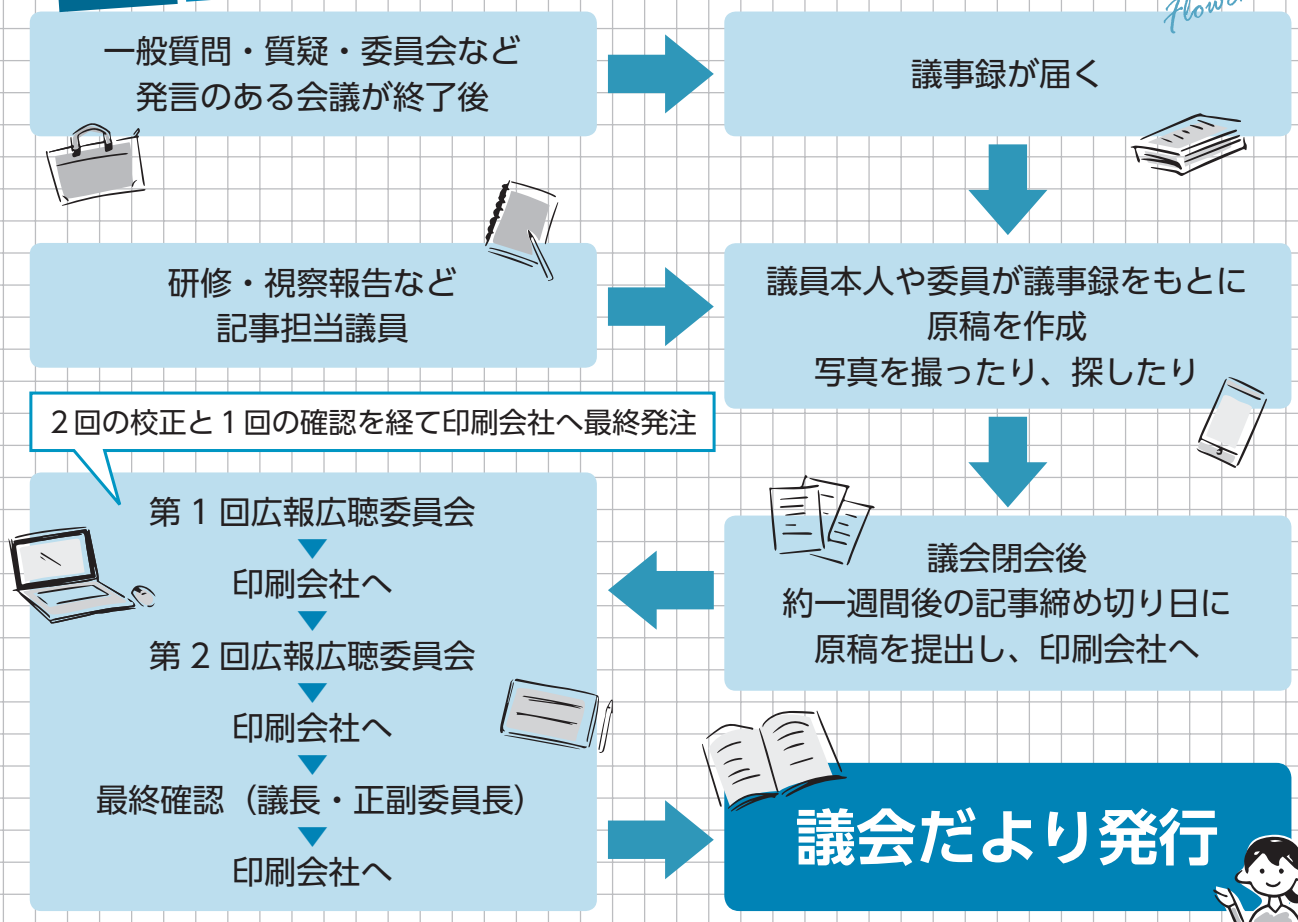 一般質問・質疑・委員会など
発言のある会議が終了後
議事録が届く
研修・視察報告など
記事担当議員
議員本人や委員が議事録をもとに
原稿を作成
写真を撮ったり、探したり
議会閉会後
約一週間後の記事締め切り日に
原稿を提出し、印刷会社へ
2回の校正と1回の確認を経て印刷会社へ最終発注
第1回広報広聴委員会
印刷会社へ
第2回広報広聴委員会
印刷会社へ
最終確認（議長・正副委員長）
印刷会社へ
議会だより発行